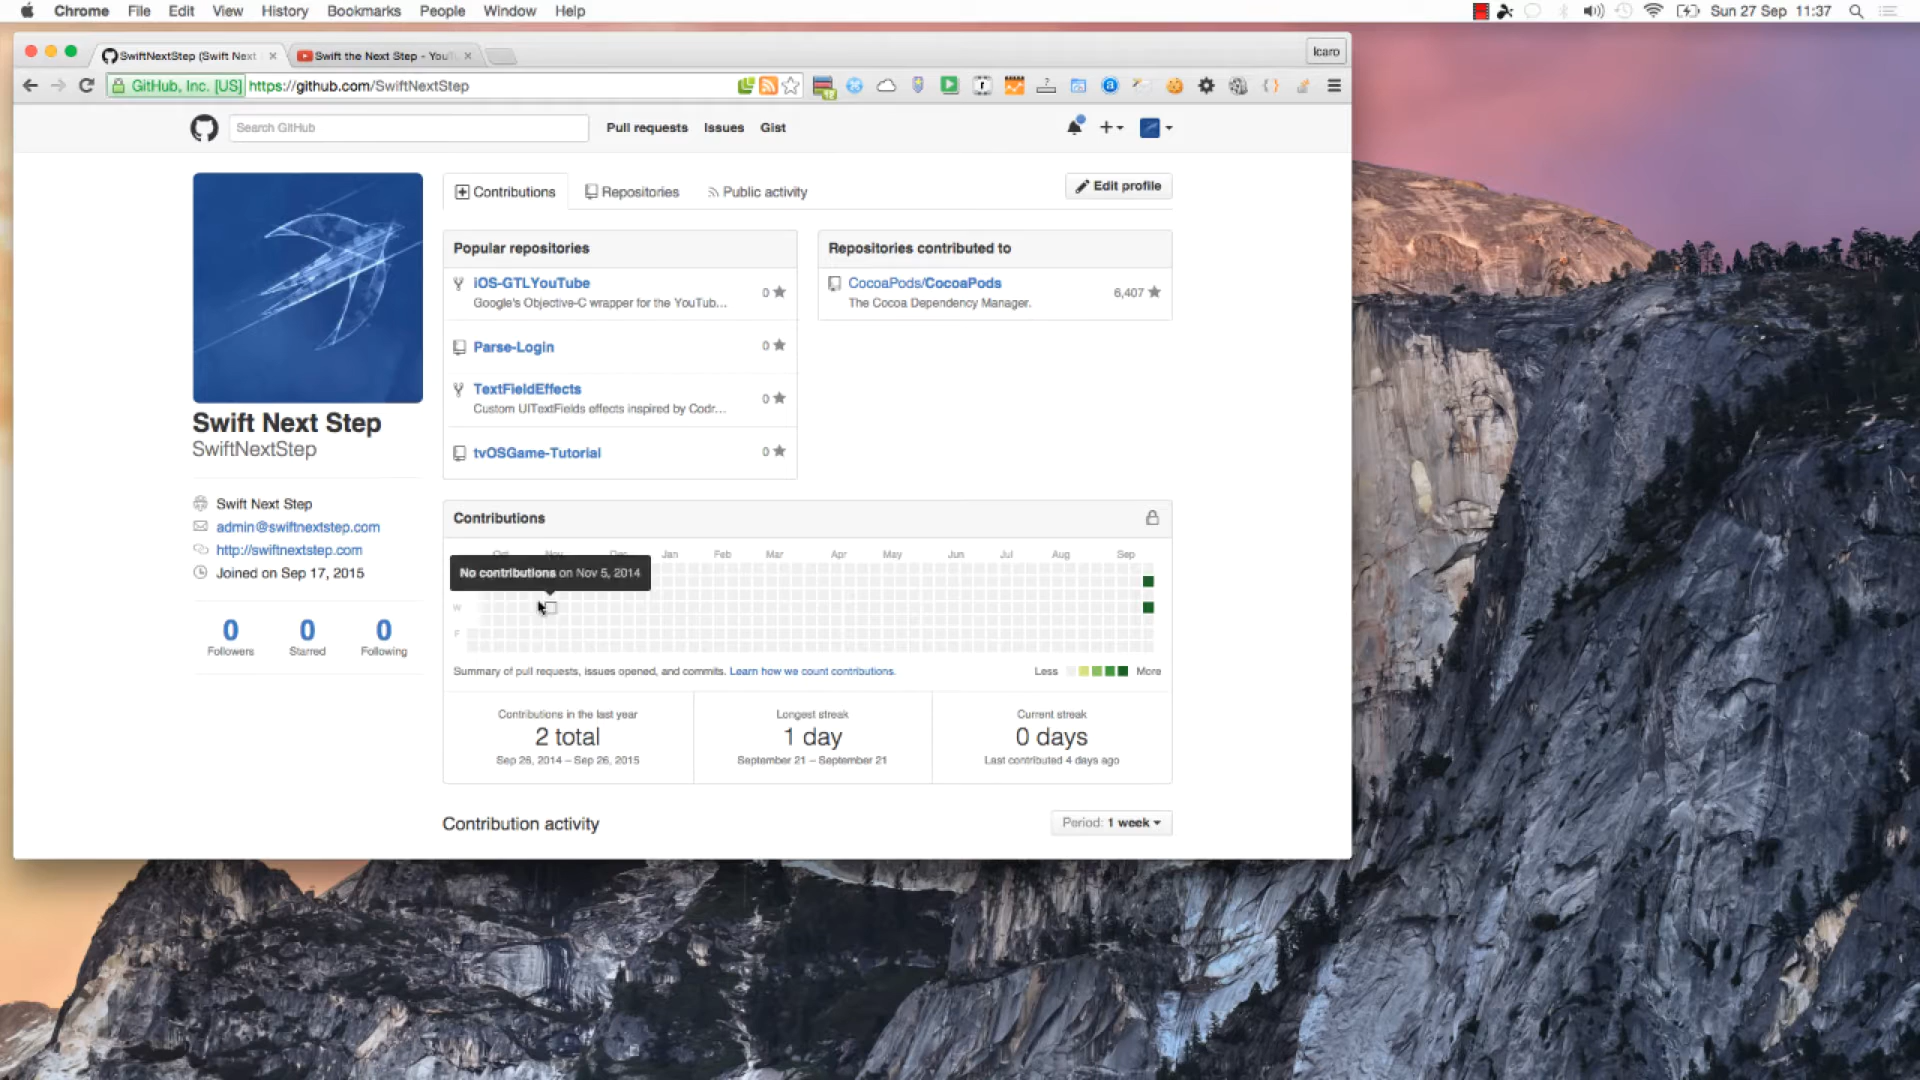 Chrome File Edit View History Bookmarks People Window Help
Sun 27 Sep 11:37
SwiftNextStep (Swift Next
Swift the Next Step - You
Icaro
GitHub, Inc. [US] https://github.com/SwiftNextStep
Search GitHub
Pull requests Issues Gist
Contributions Repositories Public activity
Edit profile
Popular repositories
iOS-GTLYouTube
Google's Objective-C wrapper for the YouTub...
0
Parse-Login
0
TextFieldEffects
Custom UITextFields effects inspired by Codr...
0
tvOSGame-Tutorial
0
Repositories contributed to
CocoaPods/CocoaPods
The Cocoa Dependency Manager.
6,407
Swift Next Step
SwiftNextStep
Swift Next Step
admin@swiftnextstep.com
http://swiftnextstep.com
Joined on Sep 17, 2015
0 0 0
Followers Starred Following
Contributions
Oct Nov Dec Jan Feb Mar Apr May Jun Jul Aug Sep
No contributions on Nov 5, 2014
W
F
Summary of pull requests, issues opened, and commits. Learn how we count contributions.
Less More
Contributions in the last year
2 total
Sep 26, 2014 – Sep 26, 2015
Longest streak
1 day
September 21 – September 21
Current streak
0 days
Last contributed 4 days ago
Contribution activity
Period: 1 week